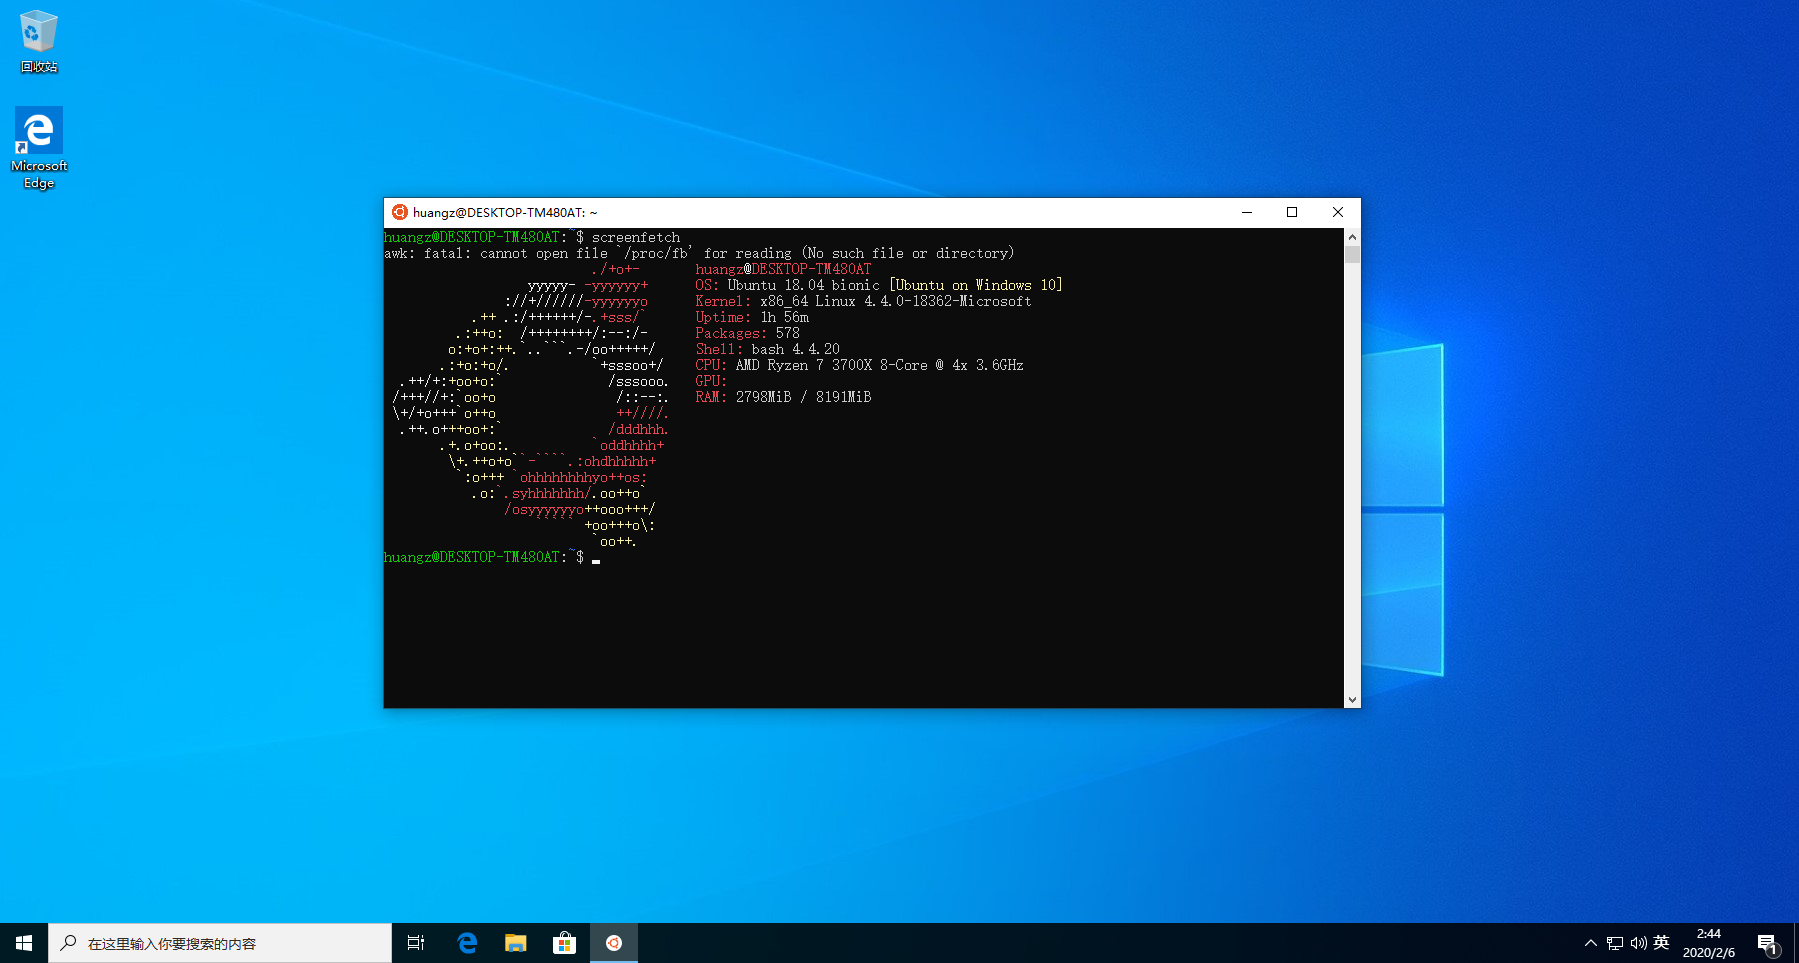 回收站
Microsoft
Edge
huangz@DESKTOP-TM480AT: ~
huangz@DESKTOP-TM480AT:~$ screenfetch
awk: fatal: cannot open file `/proc/fb' for reading (No such file or directory)
                          ./+o+-       huangz@DESKTOP-TM480AT
                  yyyyy- -yyyyyy+      OS: Ubuntu 18.04 bionic [Ubuntu on Windows 10]
               ://+//////-yyyyyyo      Kernel: x86_64 Linux 4.4.0-18362-Microsoft
           .++ .:/++++++/-.+sss/`      Uptime: 1h 56m
         .:++o:  /++++++++/:--:/-      Packages: 578
        o:+o+:++.`..```.-/oo+++++/     Shell: bash 4.4.20
       .:+o:+o/.          `+sssoo+/    CPU: AMD Ryzen 7 3700X 8-Core @ 4x 3.6GHz
  .++/+:+oo+o:`             /sssooo.   GPU:
 /+++//+:`oo+o               /::--:.   RAM: 2798MiB / 8191MiB
 \+/+o+++`o++o               ++////.
  .++.o+++oo+:`             /dddhhh.
       .+.o+oo:.          `oddhhhh+
        \+.++o+o``-````.:ohdhhhhh+
         `:o+++ `ohhhhhhhhyo++os:
           .o:`.syhhhhhhh/.oo++o`
               /osyyyyyyo++ooo+++/
                   ````` +oo+++o\:
                          `oo++.
huangz@DESKTOP-TM480AT:~$
在这里输入你要搜索的内容
英
2:44
2020/2/6
1